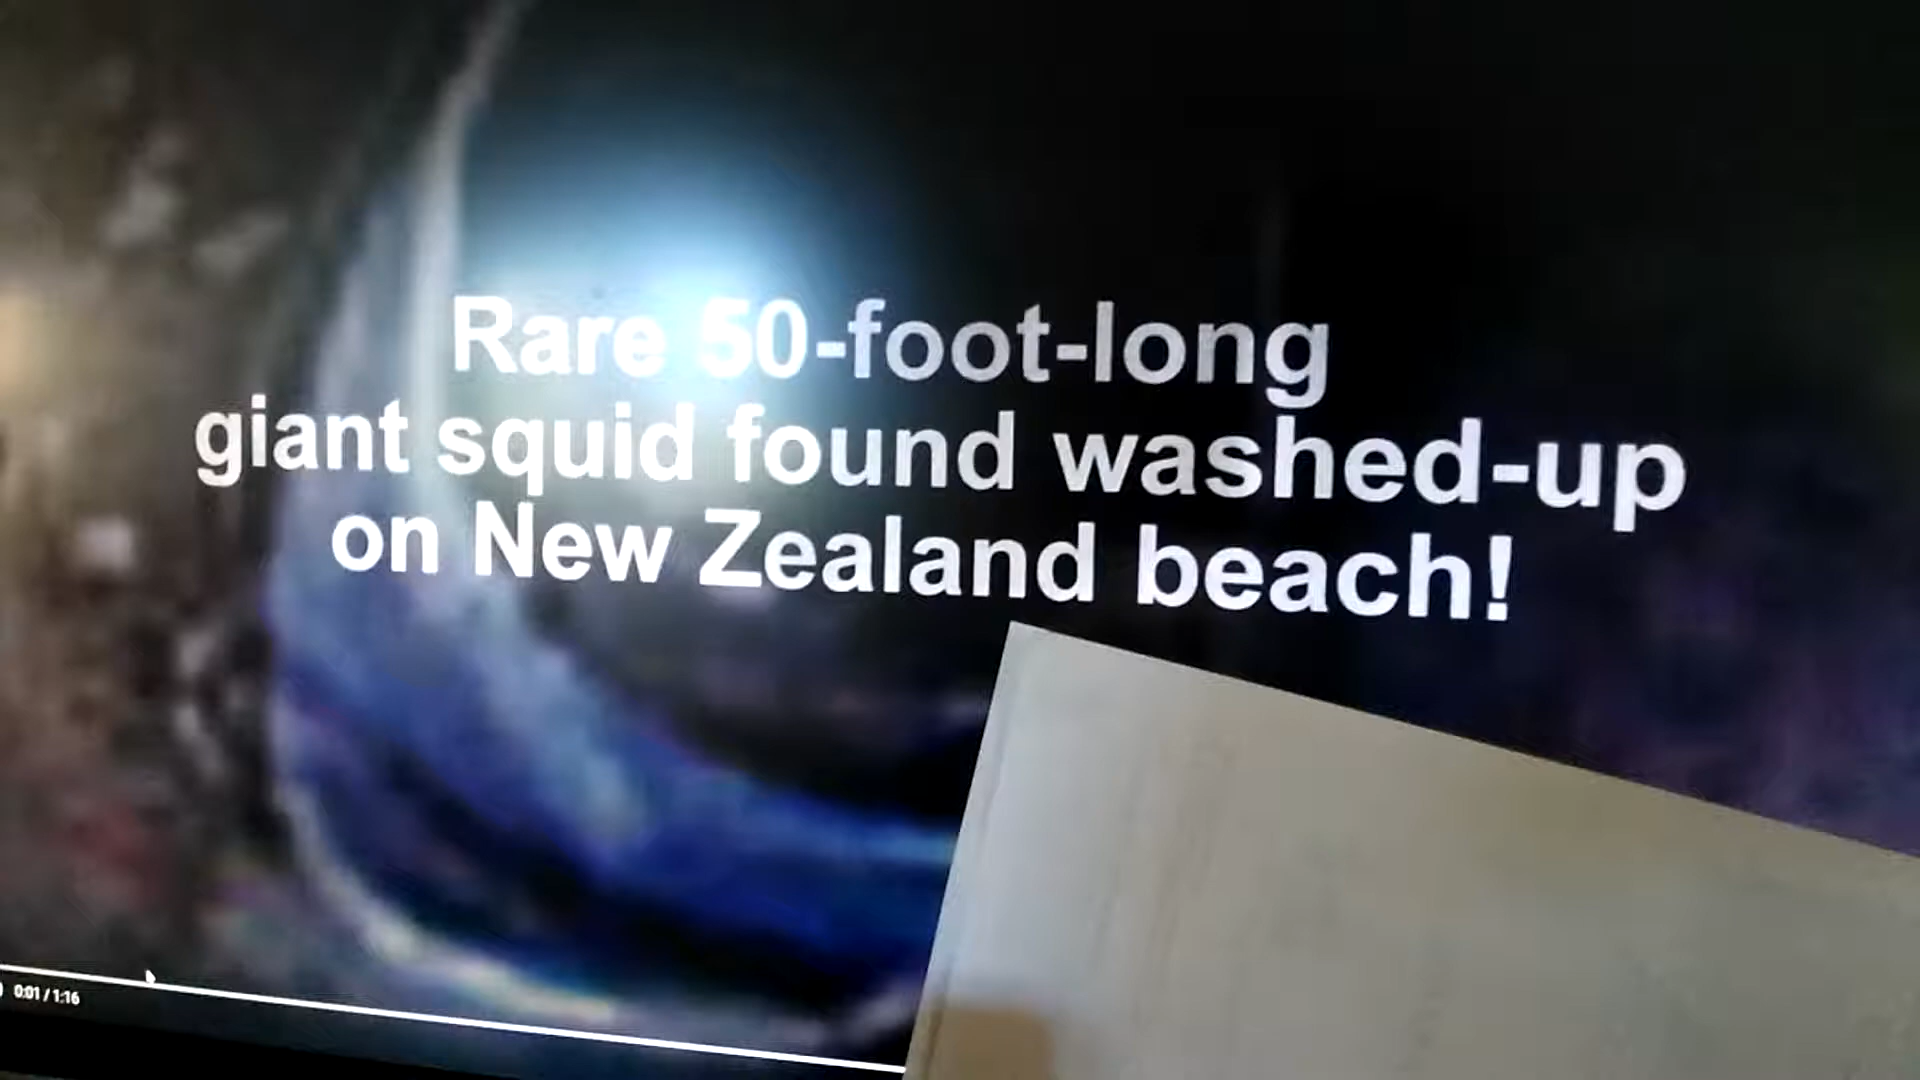 Rare 50-foot-long
giant squid found washed-up
on New Zealand beach!
0:01 / 1:16